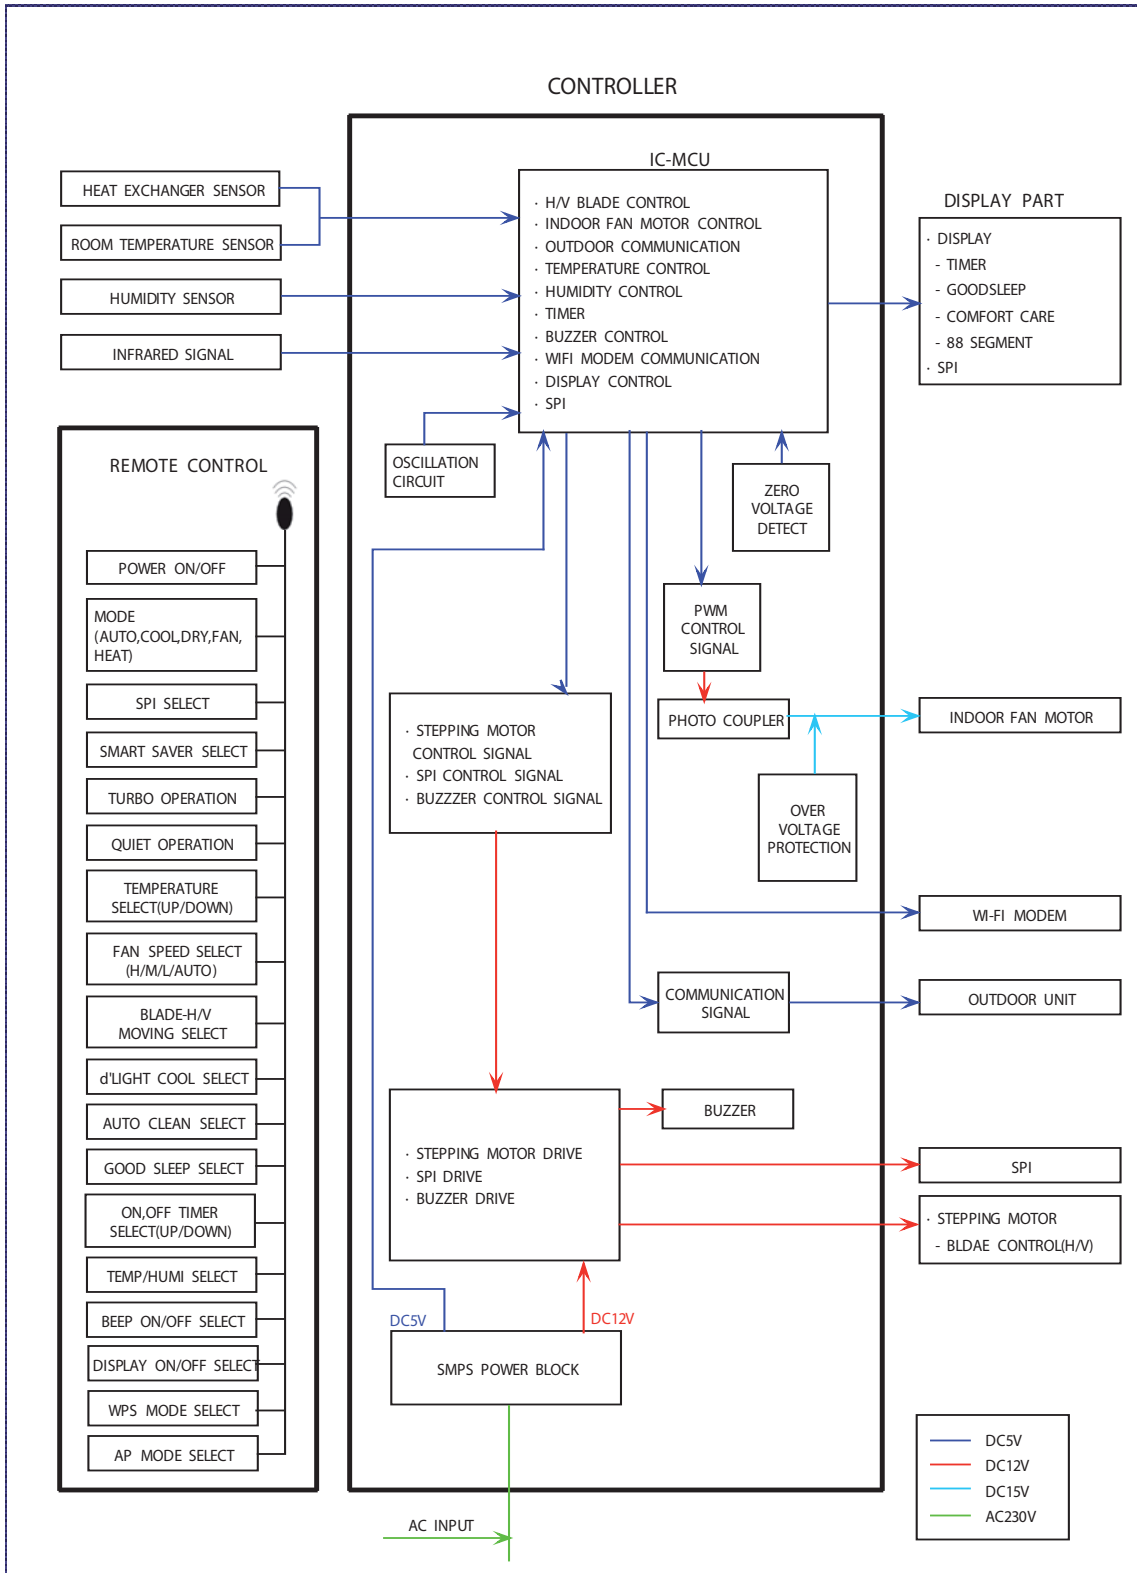 CONTROLLER
HEAT EXCHANGER SENSOR
ROOM TEMPERATURE SENSOR
HUMIDITY SENSOR
INFRARED SIGNAL
IC-MCU
· H/V BLADE CONTROL
· INDOOR FAN MOTOR CONTROL
· OUTDOOR COMMUNICATION
· TEMPERATURE CONTROL
· HUMIDITY CONTROL
· TIMER
· BUZZER CONTROL
· WIFI MODEM COMMUNICATION
· DISPLAY CONTROL
· SPI
DISPLAY PART
· DISPLAY
- TIMER
- GOODSLEEP
- COMFORT CARE
- 88 SEGMENT
· SPI
REMOTE CONTROL
POWER ON/OFF
MODE
(AUTO,COOL,DRY,FAN,
HEAT)
SPI SELECT
SMART SAVER SELECT
TURBO OPERATION
QUIET OPERATION
TEMPERATURE
SELECT(UP/DOWN)
FAN SPEED SELECT
(H/M/L/AUTO)
BLADE-H/V
MOVING SELECT
d'LIGHT COOL SELECT
AUTO CLEAN SELECT
GOOD SLEEP SELECT
ON,OFF TIMER
SELECT(UP/DOWN)
TEMP/HUMI SELECT
BEEP ON/OFF SELECT
DISPLAY ON/OFF SELECT
WPS MODE SELECT
AP MODE SELECT
OSCILLATION
CIRCUIT
ZERO
VOLTAGE
DETECT
PWM
CONTROL
SIGNAL
PHOTO COUPLER
INDOOR FAN MOTOR
OVER
VOLTAGE
PROTECTION
· STEPPING MOTOR
CONTROL SIGNAL
· SPI CONTROL SIGNAL
· BUZZZER CONTROL SIGNAL
WI-FI MODEM
COMMUNICATION
SIGNAL
OUTDOOR UNIT
· STEPPING MOTOR DRIVE
· SPI DRIVE
· BUZZER DRIVE
BUZZER
SPI
· STEPPING MOTOR
- BLDAE CONTROL(H/V)
DC5V
DC12V
SMPS POWER BLOCK
AC INPUT
DC5V
DC12V
DC15V
AC230V